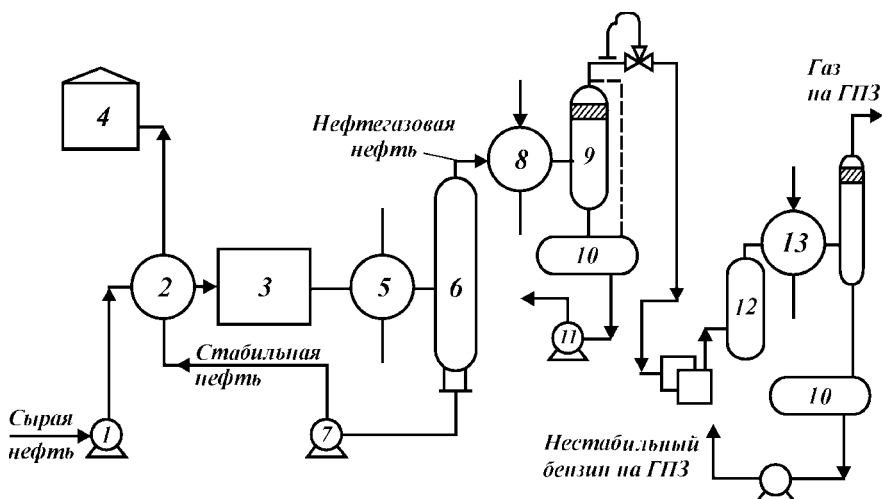 Газ
на ГПЗ
4
Нефтегазовая
нефть
8
9
2
3
5
6
10
12
13
11
Стабильная
нефть
Сырая
нефть
1
7
10
Нестабильный
бензин на ГПЗ